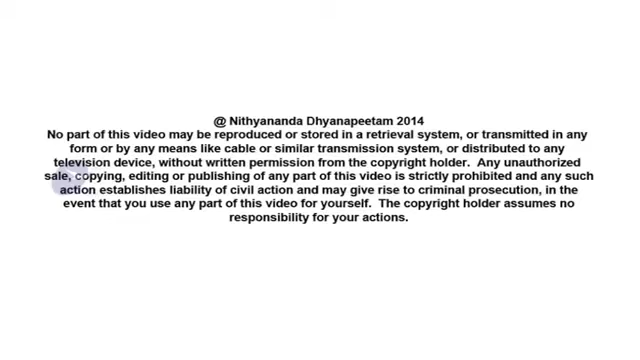 @ Nithyananda Dhyanapeetam 2014
No part of this video may be reproduced or stored in a retrieval system, or transmitted in any
form or by any means like cable or similar transmission system, or distributed to any
television device, without written permission from the copyright holder.  Any unauthorized
sale, copying, editing or publishing of any part of this video is strictly prohibited and any such
action establishes liability of civil action and may give rise to criminal prosecution, in the
event that you use any part of this video for yourself.  The copyright holder assumes no
responsibility for your actions.